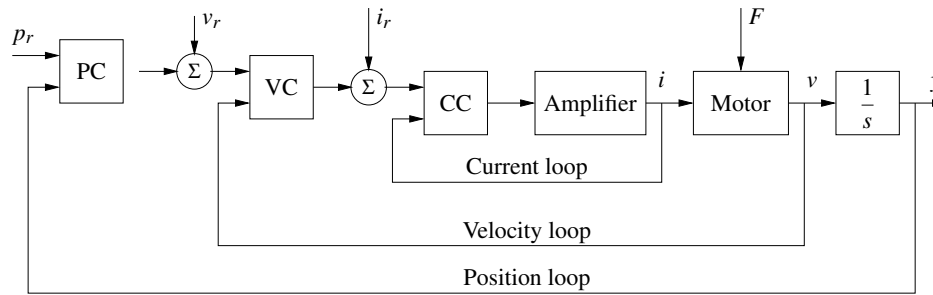 p_r
PC
v_r
Σ
VC
i_r
Σ
CC
Amplifier
i
F
Motor
v
1
s
Current loop
Velocity loop
Position loop